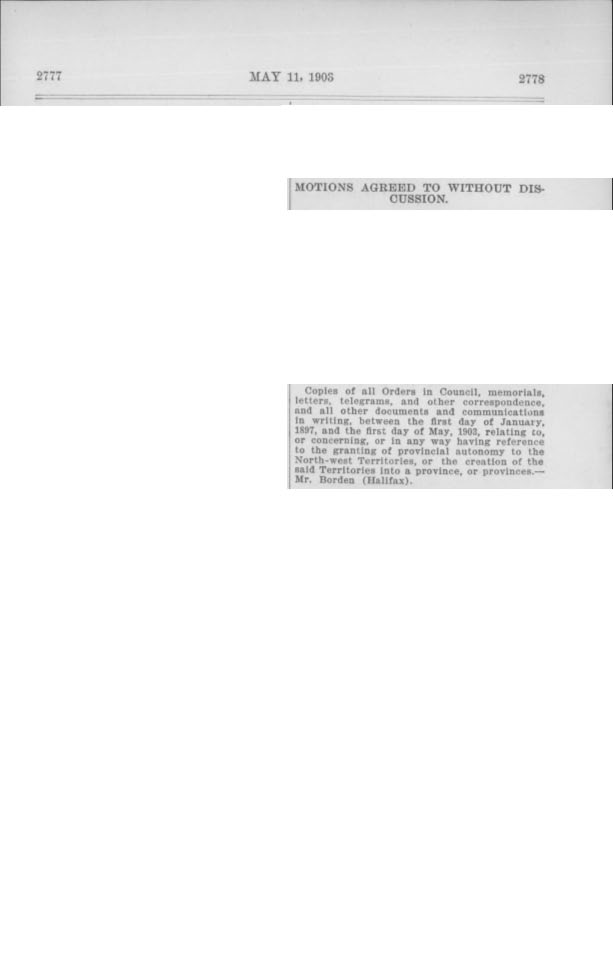 2777 MAY 11, 1903 2778
MOTIONS AGREED TO WITHOUT DIS-
CUSSION.
Copies of all Orders in Council, memorials,
letters, telegrams, and other correspondence,
and all other documents and communications
in writing, between the first day of January,
1897, and the first day of May, 1903, relating to,
or concerning, or in any way having reference
to the granting of provincial autonomy to the
North-west Territories, or the creation of the
said Territories into a province, or provinces.—
Mr. Borden (Halifax).